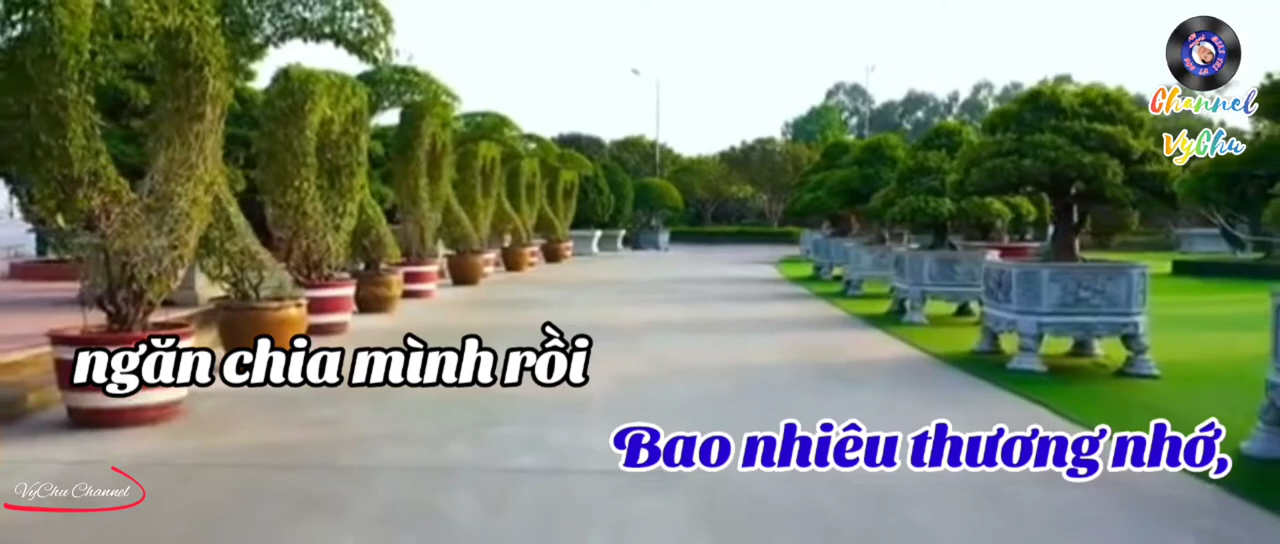 Channel
VyChu
ngăn chia mình rồi
Bao nhiêu thương nhớ,
VyChu Channel